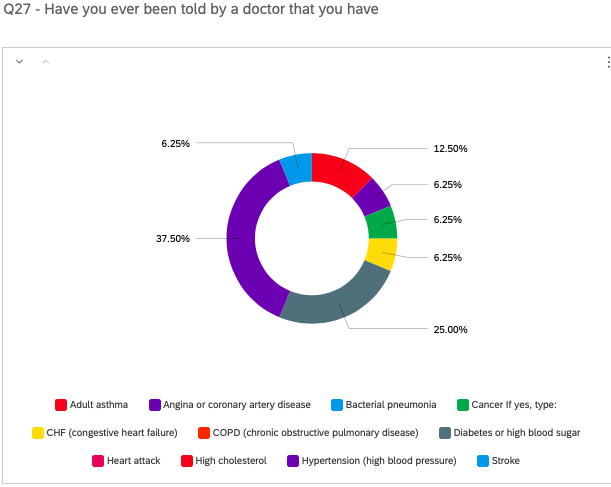 Q27 - Have you ever been told by a doctor that you have
6.25%
12.50%
6.25%
6.25%
37.50%
6.25%
25.00%
Adult asthma Angina or coronary artery disease Bacterial pneumonia Cancer If yes, type:
CHF (congestive heart failure) COPD (chronic obstructive pulmonary disease) Diabetes or high blood sugar
Heart attack High cholesterol Hypertension (high blood pressure) Stroke